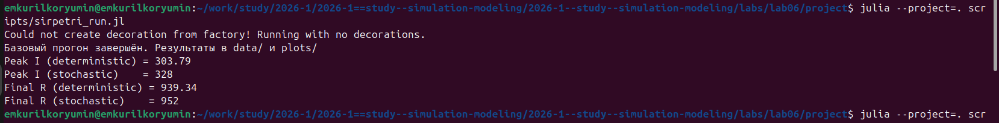 emkurilkoryumin@emkurilkoryumin:~/work/study/2026-1/2026-1==study--simulation-modeling/2026-1--study--simulation-modeling/labs/lab06/project$ julia --project=. scr
ipts/sirpetri_run.jl
Could not create decoration from factory! Running with no decorations.
Базовый прогон завершён. Результаты в data/ и plots/
Peak I (deterministic) = 303.79
Peak I (stochastic)    = 328
Final R (deterministic) = 939.34
Final R (stochastic)    = 952
emkurilkoryumin@emkurilkoryumin:~/work/study/2026-1/2026-1==study--simulation-modeling/2026-1--study--simulation-modeling/labs/lab06/project$ julia --project=. scr